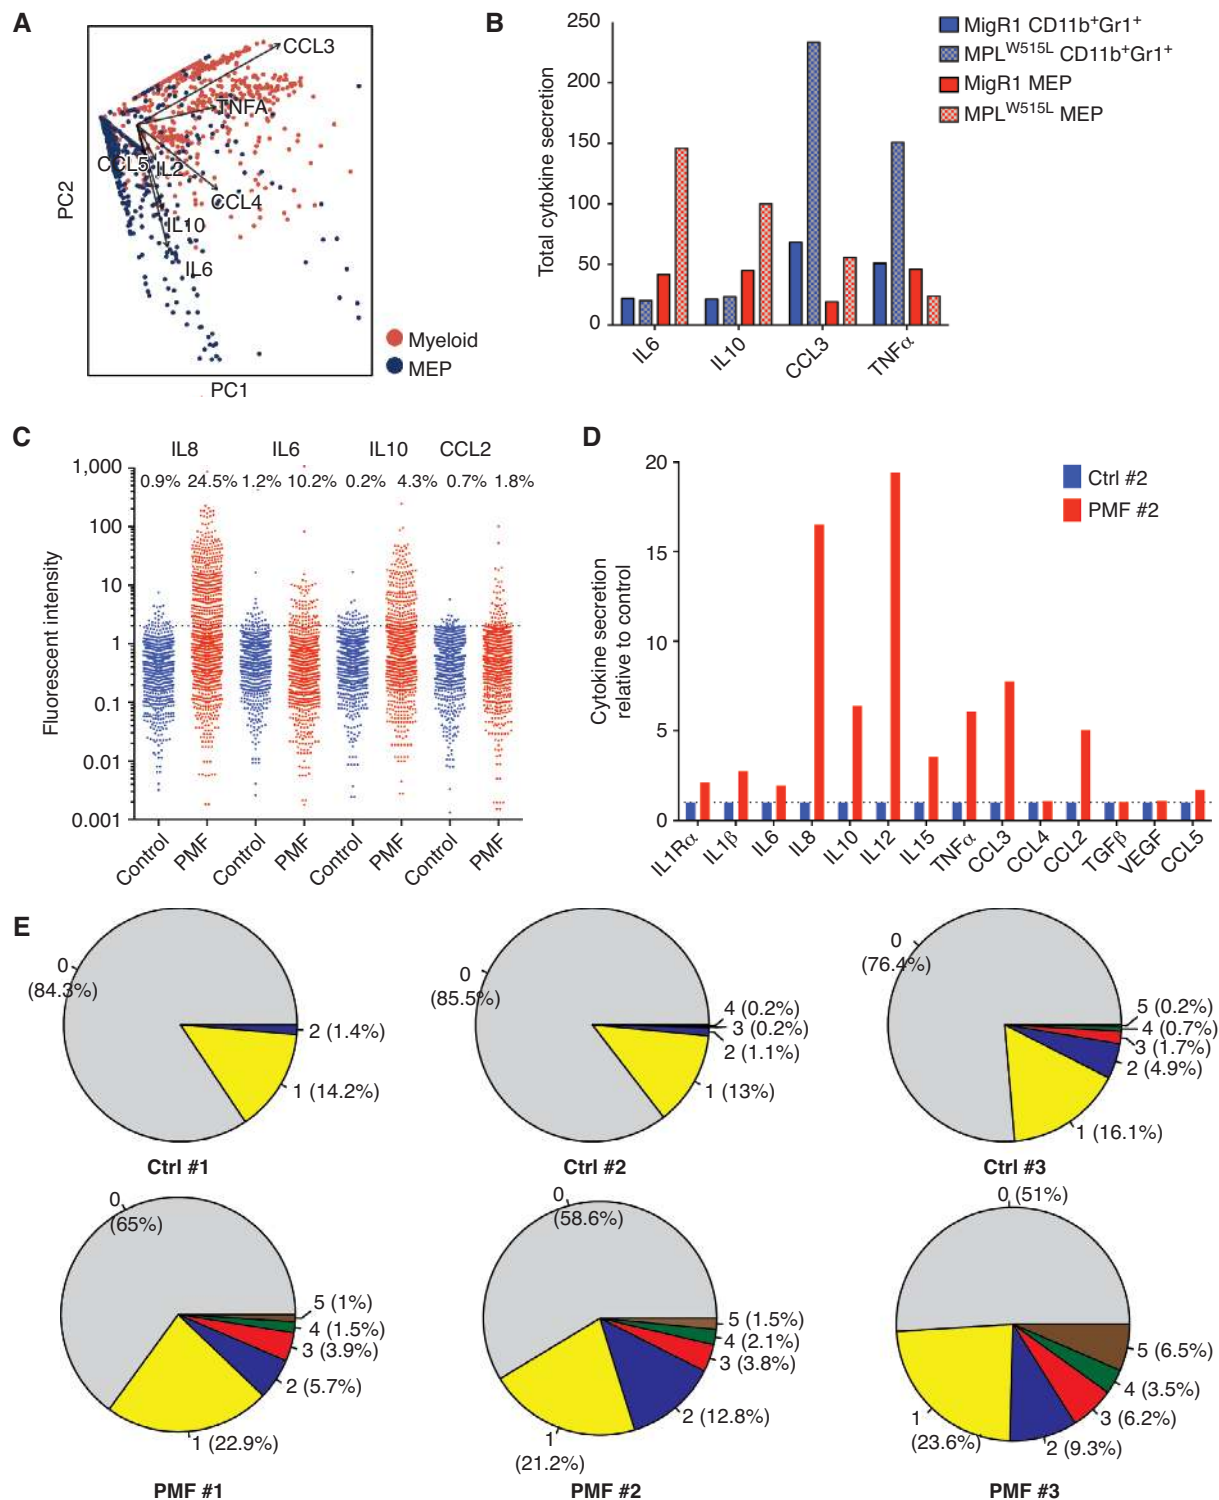 A
CCL3
TNFA
CCL5
IL2
CCL4
IL10
IL6
PC2
PC1
Myeloid
MEP
B
250
200
150
100
50
0
Total cytokine secretion
IL6
IL10
CCL3
TNFα
MigR1 CD11b+Gr1+
MPLW515L CD11b+Gr1+
MigR1 MEP
MPLW515L MEP
C
IL8 IL6 IL10 CCL2
0.9% 24.5% 1.2% 10.2% 0.2% 4.3% 0.7% 1.8%
1,000
100
10
1
0.1
0.01
0.001
Fluorescent intensity
Control PMF Control PMF Control PMF Control PMF
D
20
15
10
5
0
Cytokine secretion
relative to control
Ctrl #2
PMF #2
IL1Rα IL1β IL6 IL8 IL10 IL12 IL15 TNFα CCL3 CCL4 CCL2 TGFβ VEGF CCL5
E
0
(84.3%)
2 (1.4%)
1 (14.2%)
Ctrl #1
0
(85.5%)
4 (0.2%)
3 (0.2%)
2 (1.1%)
1 (13%)
Ctrl #2
0
(76.4%)
5 (0.2%)
4 (0.7%)
3 (1.7%)
2 (4.9%)
1 (16.1%)
Ctrl #3
0
(65%)
5 (1%)
4 (1.5%)
3 (3.9%)
2 (5.7%)
1 (22.9%)
PMF #1
0
(58.6%)
5 (1.5%)
4 (2.1%)
3 (3.8%)
2 (12.8%)
1
(21.2%)
PMF #2
0 (51%)
5 (6.5%)
4 (3.5%)
3 (6.2%)
2 (9.3%)
1
(23.6%)
PMF #3